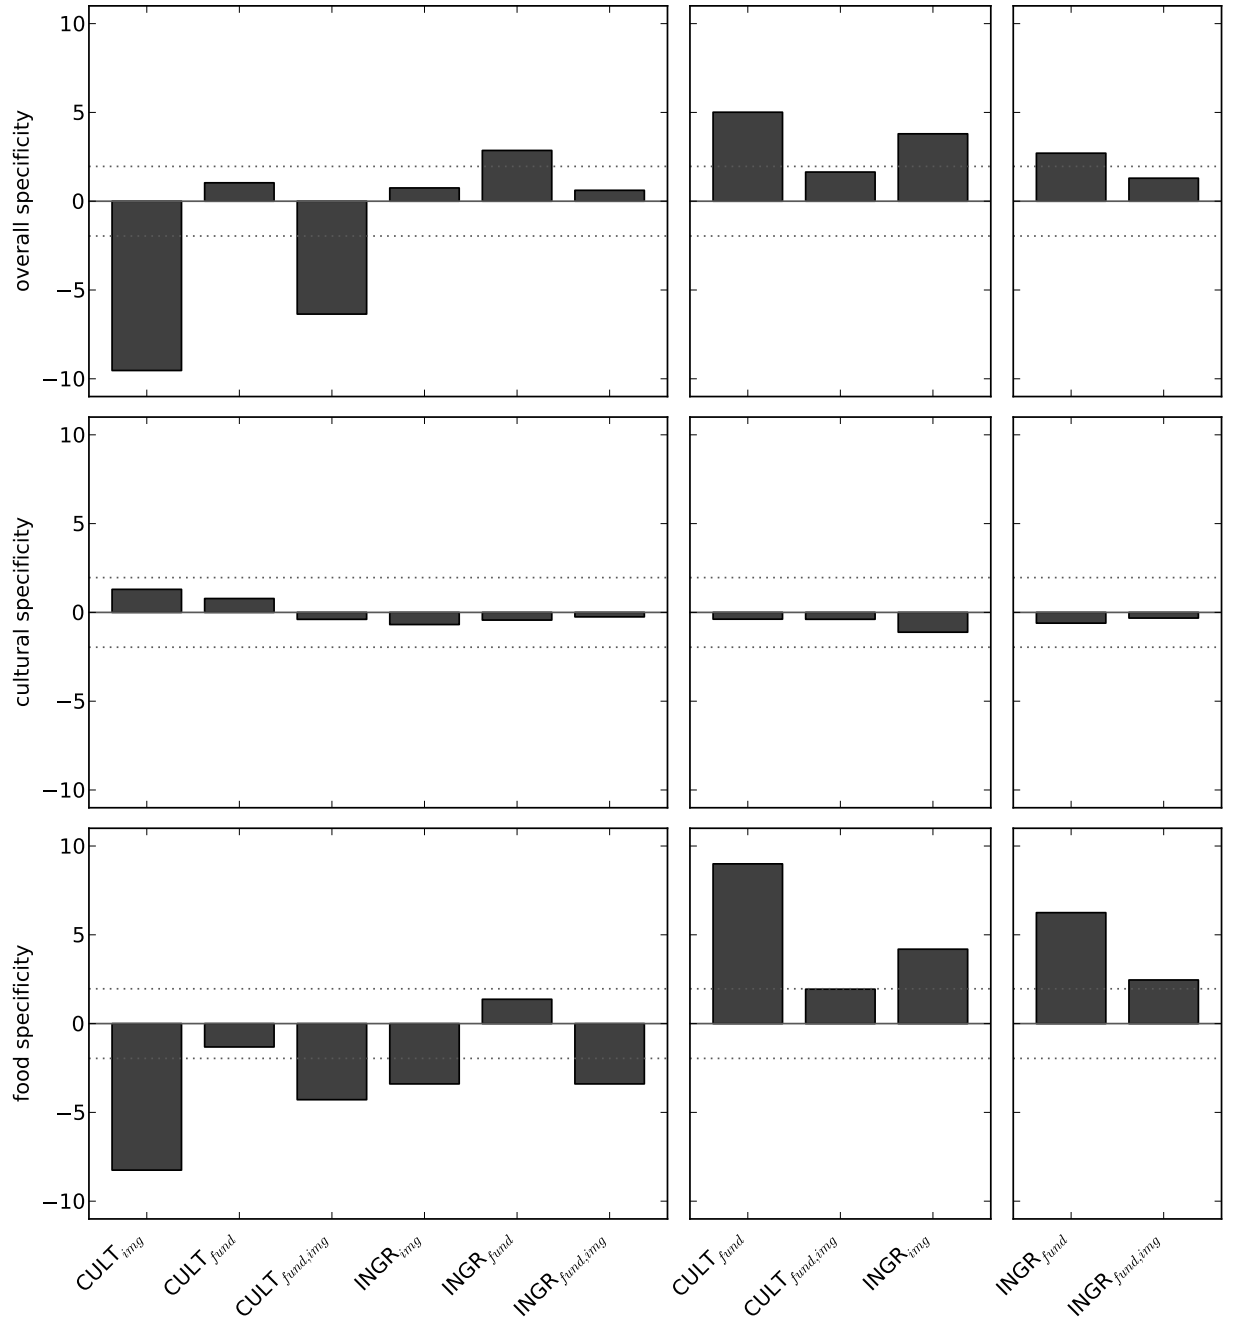 10
5
0
−5
−10
overall specificity
10
5
0
−5
−10
cultural specificity
10
5
0
−5
−10
food specificity
CULT img
CULT fund
CULT fund,img
INGR img
INGR fund
INGR fund,img
CULT fund
CULT fund,img
INGR img
INGR fund
INGR fund,img